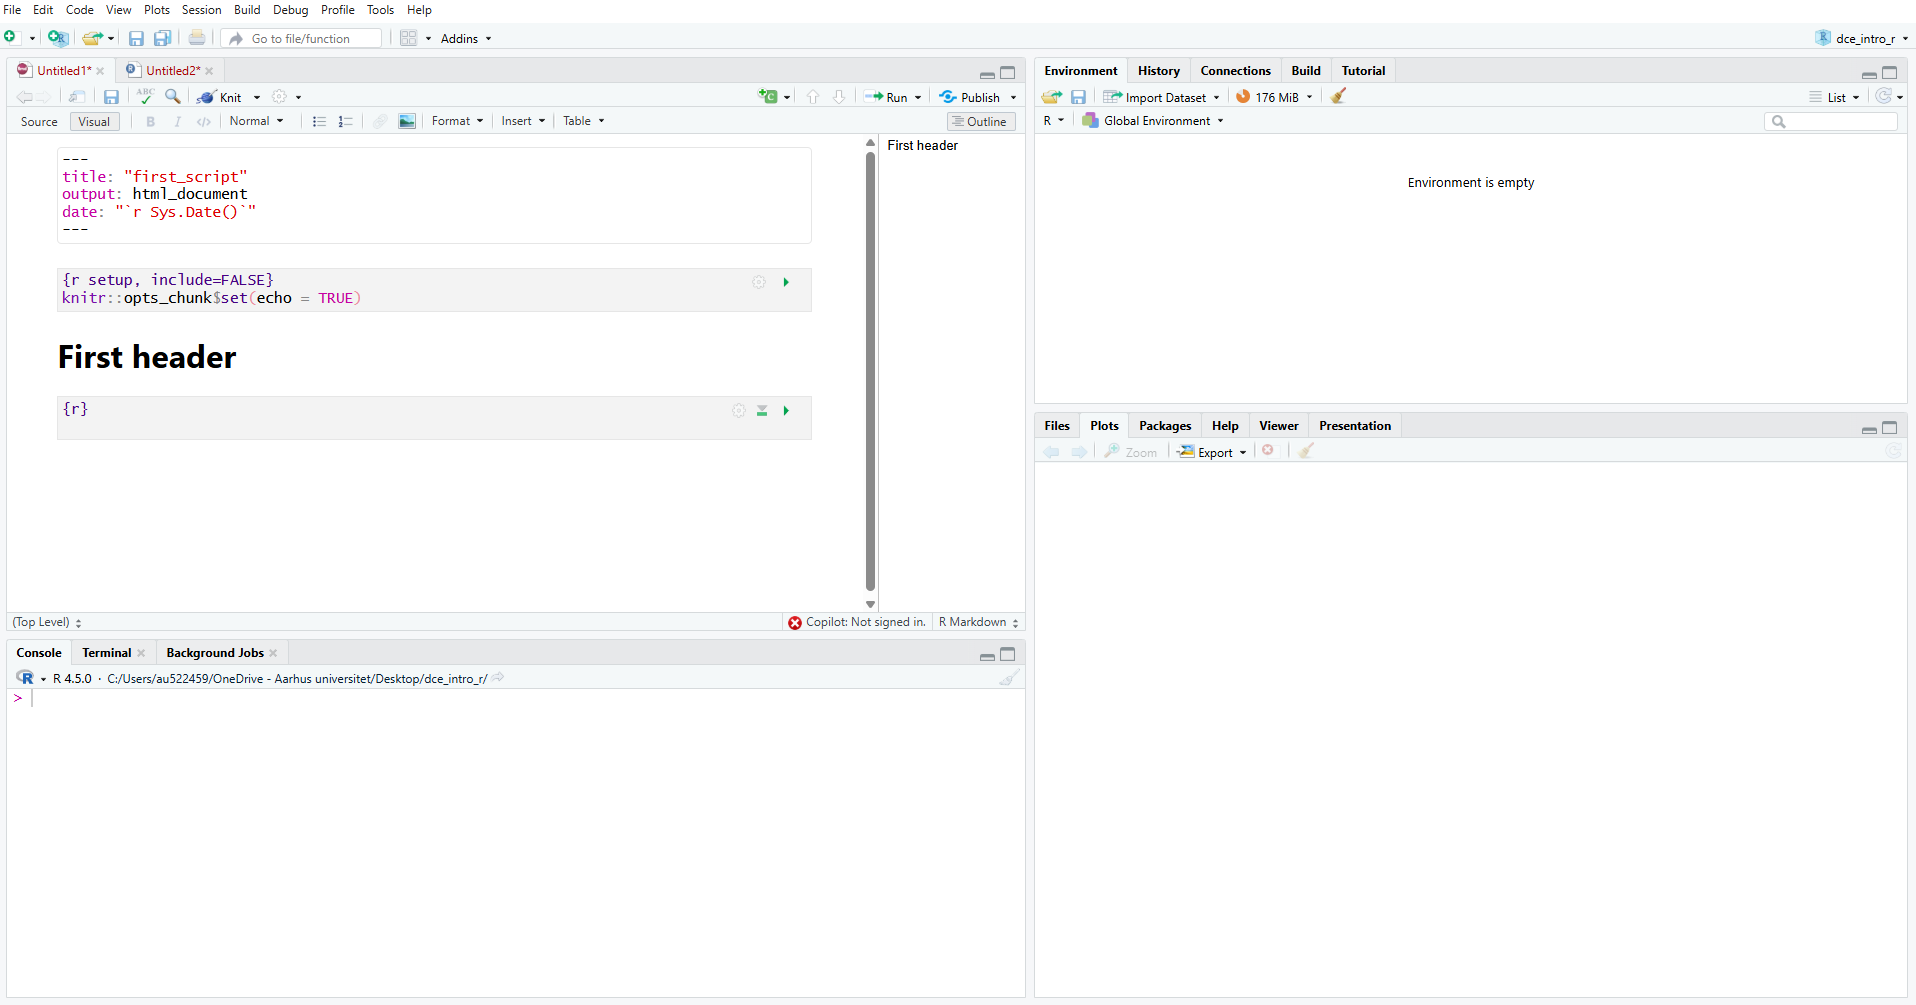 File Edit Code View Plots Session Build Debug Profile Tools Help
Go to file/function Addins dce_intro_r
Untitled1* Untitled2*
ABC Knit Run Publish
Source Visual B I </> Normal Format Insert Table Outline
---
title: "first_script"
output: html_document
date: "`r Sys.Date()`"
---
{r setup, include=FALSE}
knitr::opts_chunk$set(echo = TRUE)
First header
{r}
First header
(Top Level) Copilot: Not signed in. R Markdown
Console Terminal Background Jobs
R 4.5.0 · C:/Users/au522459/OneDrive - Aarhus universitet/Desktop/dce_intro_r/
>
Environment History Connections Build Tutorial
Import Dataset 176 MiB List
R Global Environment
Environment is empty
Files Plots Packages Help Viewer Presentation
Zoom Export